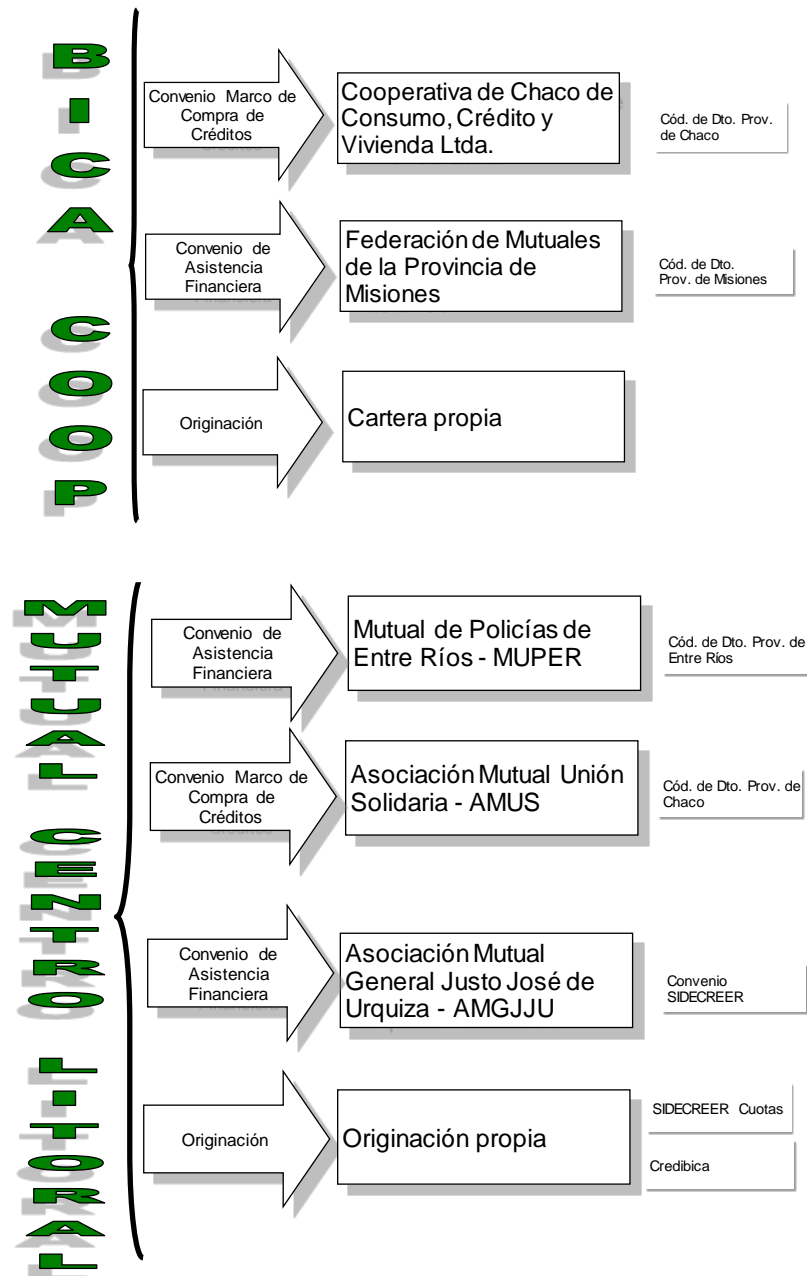 BICA COOP
Convenio Marco de
Compra de
Créditos
Cooperativa de Chaco de
Consumo, Crédito y
Vivienda Ltda.
Cód. de Dto. Prov.
de Chaco
Convenio de
Asistencia
Financiera
Federación de Mutuales
de la Provincia de
Misiones
Cód. de Dto.
Prov. de Misiones
Originación
Cartera propia
MUTUAL CENTRO LITORAL
Convenio de
Asistencia
Financiera
Mutual de Policías de
Entre Ríos - MUPER
Cód. de Dto. Prov. de
Entre Ríos
Convenio Marco de
Compra de
Créditos
Asociación Mutual Unión
Solidaria - AMUS
Cód. de Dto. Prov. de
Chaco
Convenio de
Asistencia
Financiera
Asociación Mutual
General Justo José de
Urquiza - AMGJJU
Convenio
SIDECREER
Originación
Originación propia
SIDECREER Cuotas
Credibica